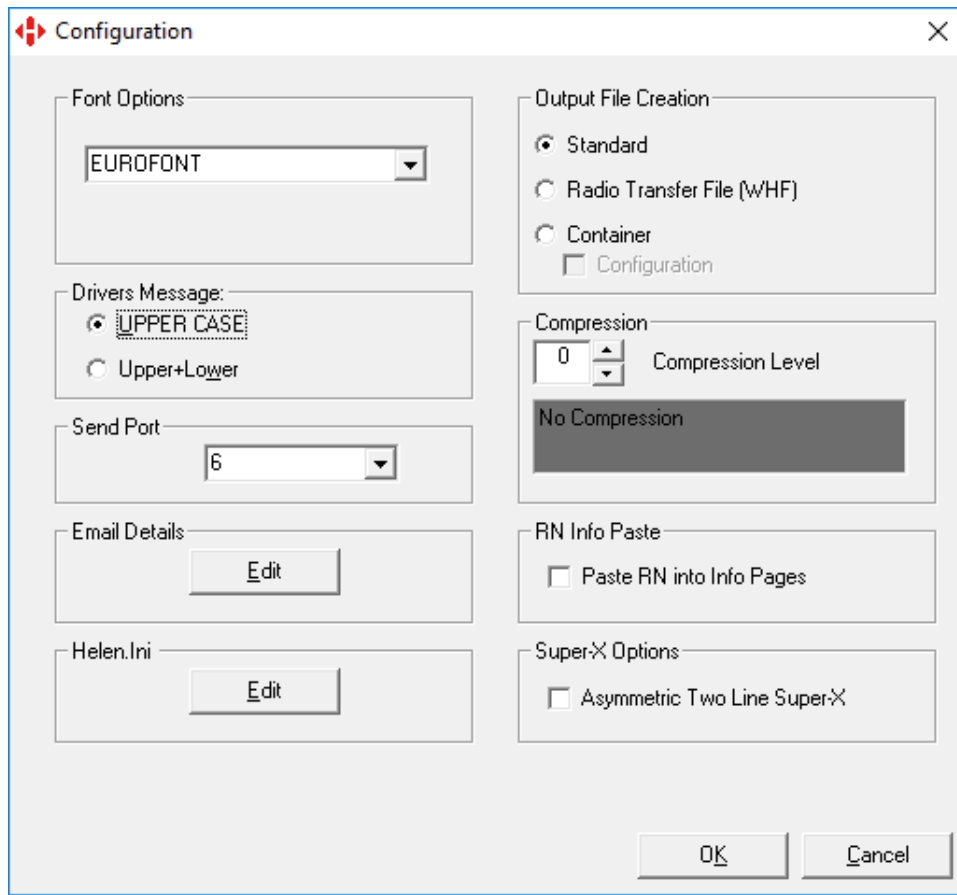 Configuration
Font Options
EUROFONT
Drivers Message:
UPPER CASE
Upper+Lower
Send Port
6
Email Details
Edit
Helen.Ini
Edit
Output File Creation
Standard
Radio Transfer File (WHF)
Container
Configuration
Compression
0 Compression Level
No Compression
RN Info Paste
Paste RN into Info Pages
Super-X Options
Asymmetric Two Line Super-X
OK Cancel